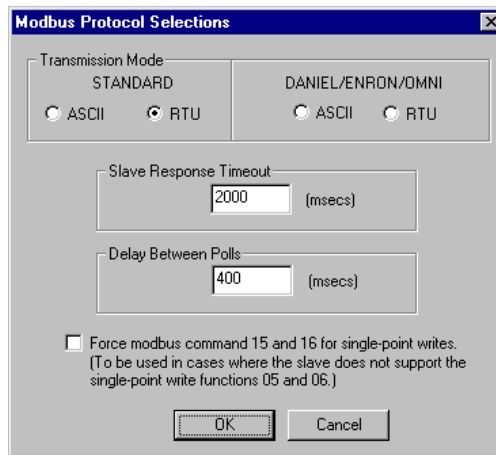 Modbus Protocol Selections
Transmission Mode
STANDARD
DANIEL/ENRON/OMNI
ASCII
RTU
ASCII
RTU
Slave Response Timeout
2000
(msecs)
Delay Between Polls
400
(msecs)
Force modbus command 15 and 16 for single-point writes.
(To be used in cases where the slave does not support the
single-point write functions 05 and 06.)
OK
Cancel